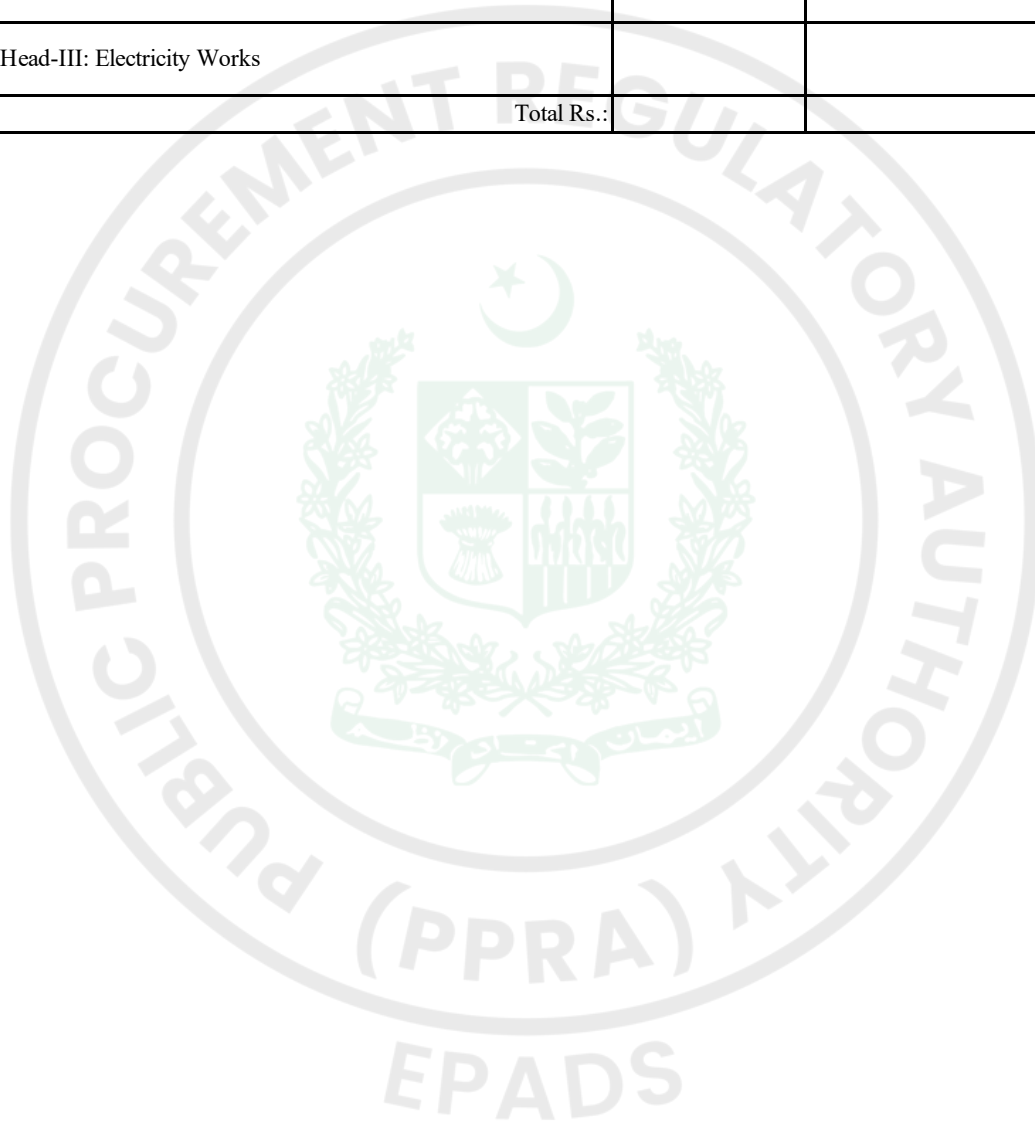 Head-III: Electricity Works
Total Rs.:
PUBLIC PROCUREMENT REGULATORY AUTHORITY
(PPRA)
EPADS